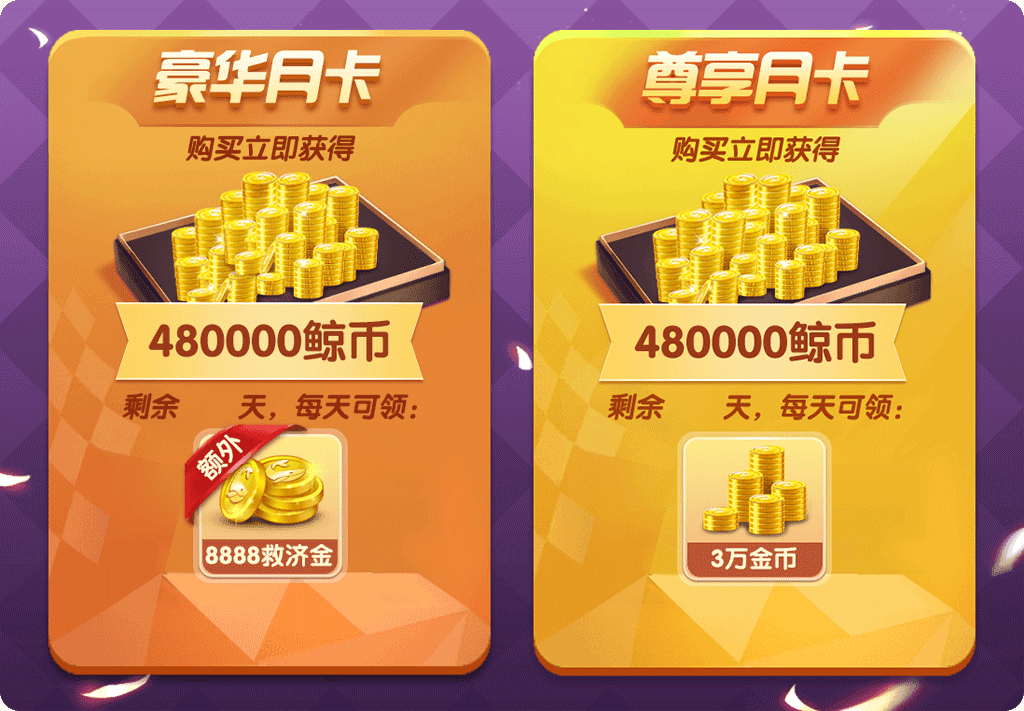 豪华月卡
购买立即获得
480000鲸币
剩余 天，每天可领：
额外
8888救济金
尊享月卡
购买立即获得
480000鲸币
剩余 天，每天可领：
3万金币